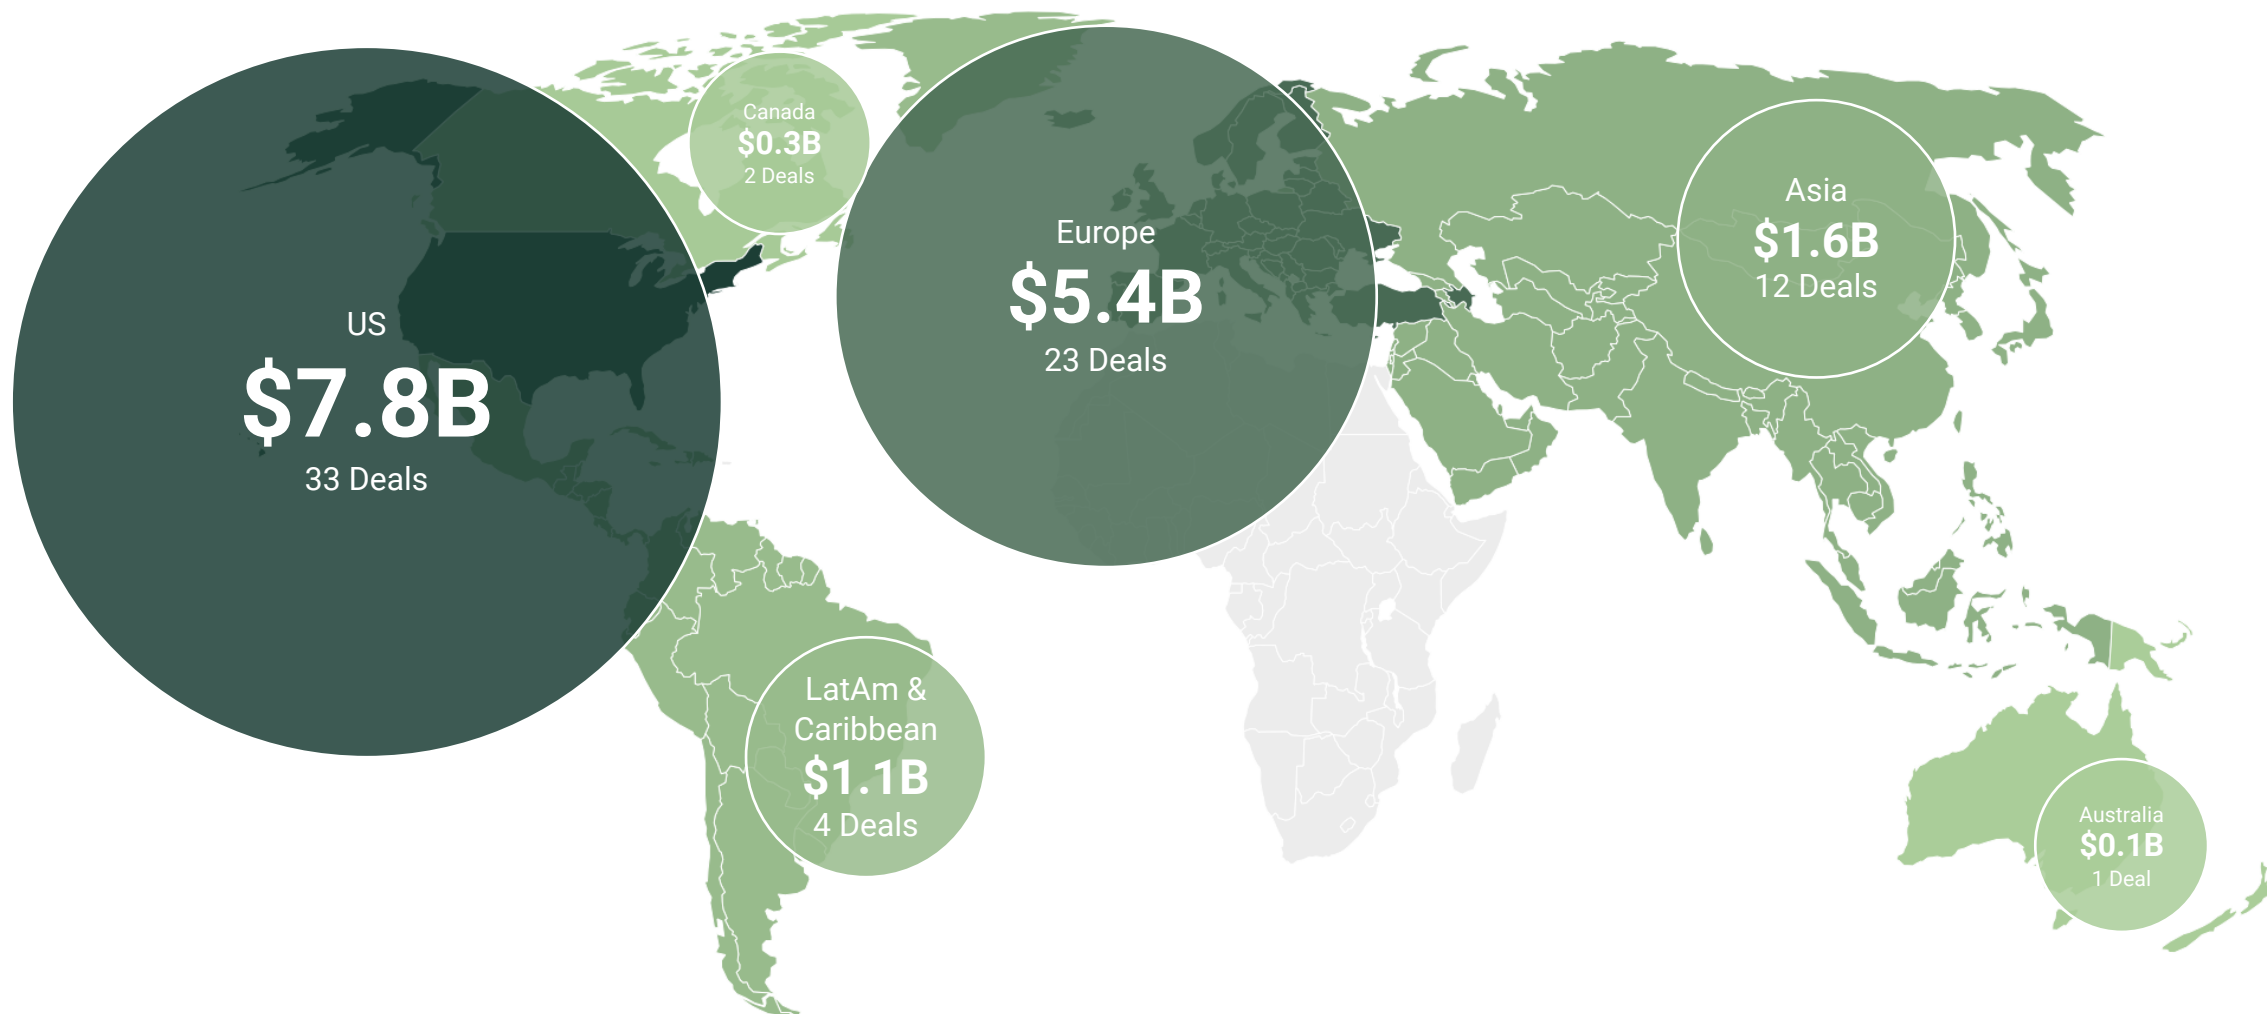 US
$7.8B
33 Deals
Canada
$0.3B
2 Deals
Europe
$5.4B
23 Deals
Asia
$1.6B
12 Deals
LatAm &
Caribbean
$1.1B
4 Deals
Australia
$0.1B
1 Deal